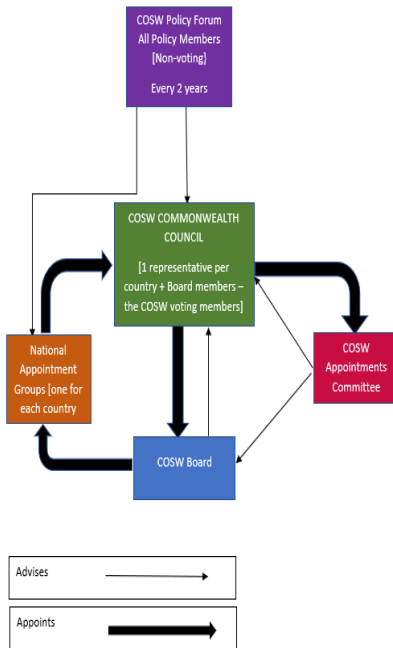 COSW Policy Forum
All Policy Members
[Non-voting}
Every 2 years
COSW COMMONWEALTH
COUNCIL
[1 representative per
country + Board members –
the COSW voting members]
National
Appointment
Groups [one for
each country
COSW
Appointments
Committee
COSW Board
Advises
Appoints